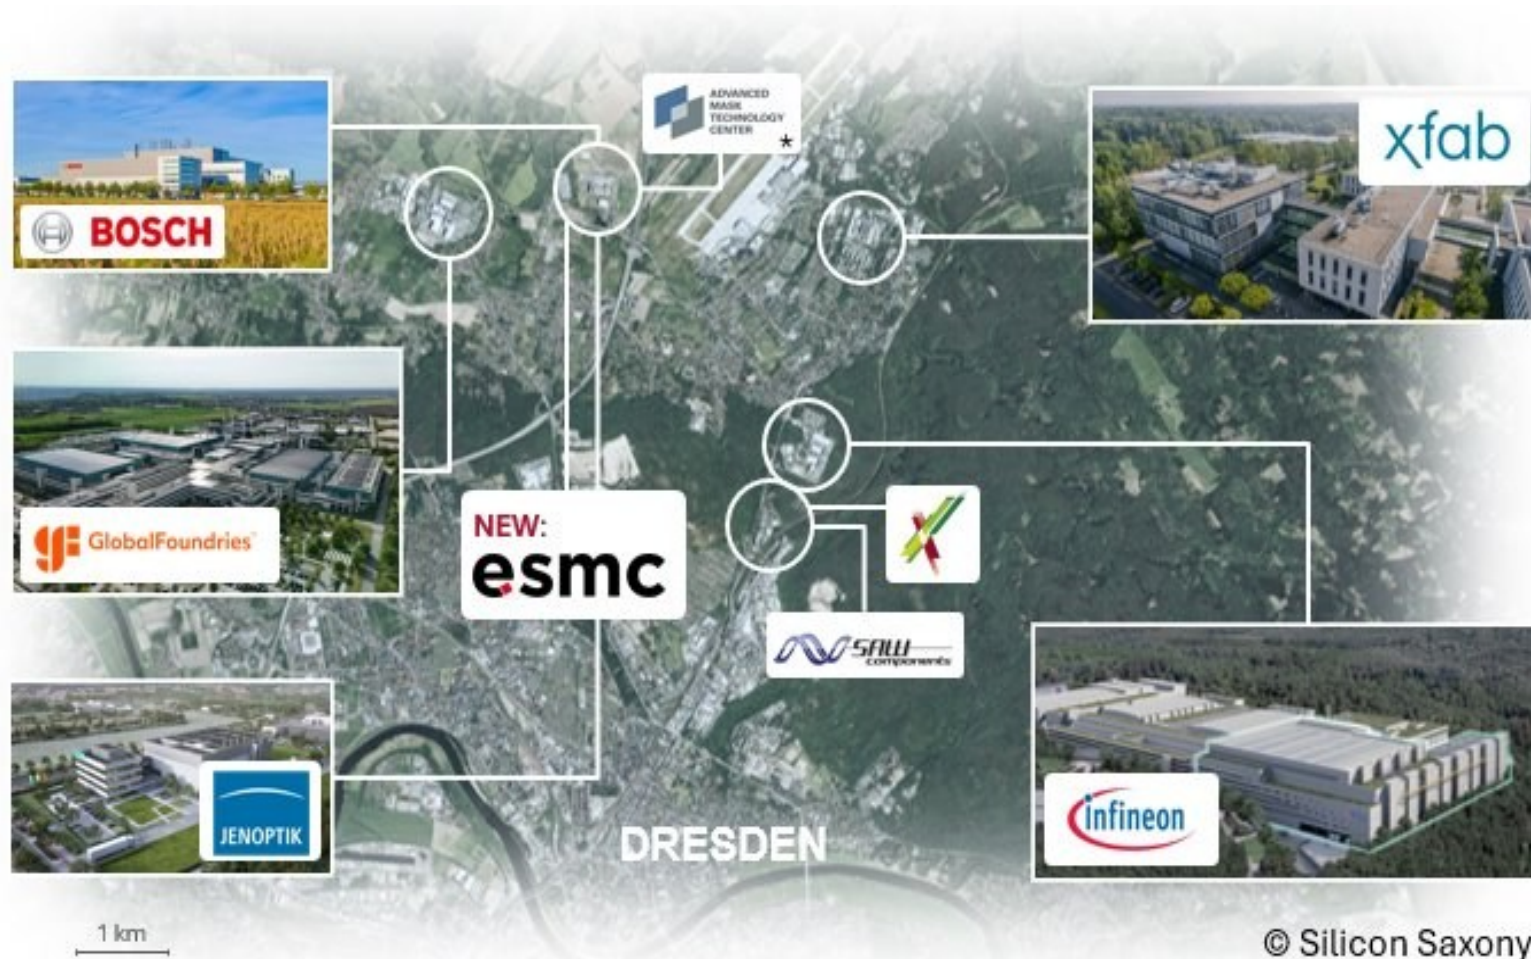 ADVANCED
MASK
TECHNOLOGY
CENTER
*
xfab
BOSCH
GlobalFoundries
NEW:
esmc
SAW
components
JENOPTIK
infineon
DRESDEN
1 km
© Silicon Saxony